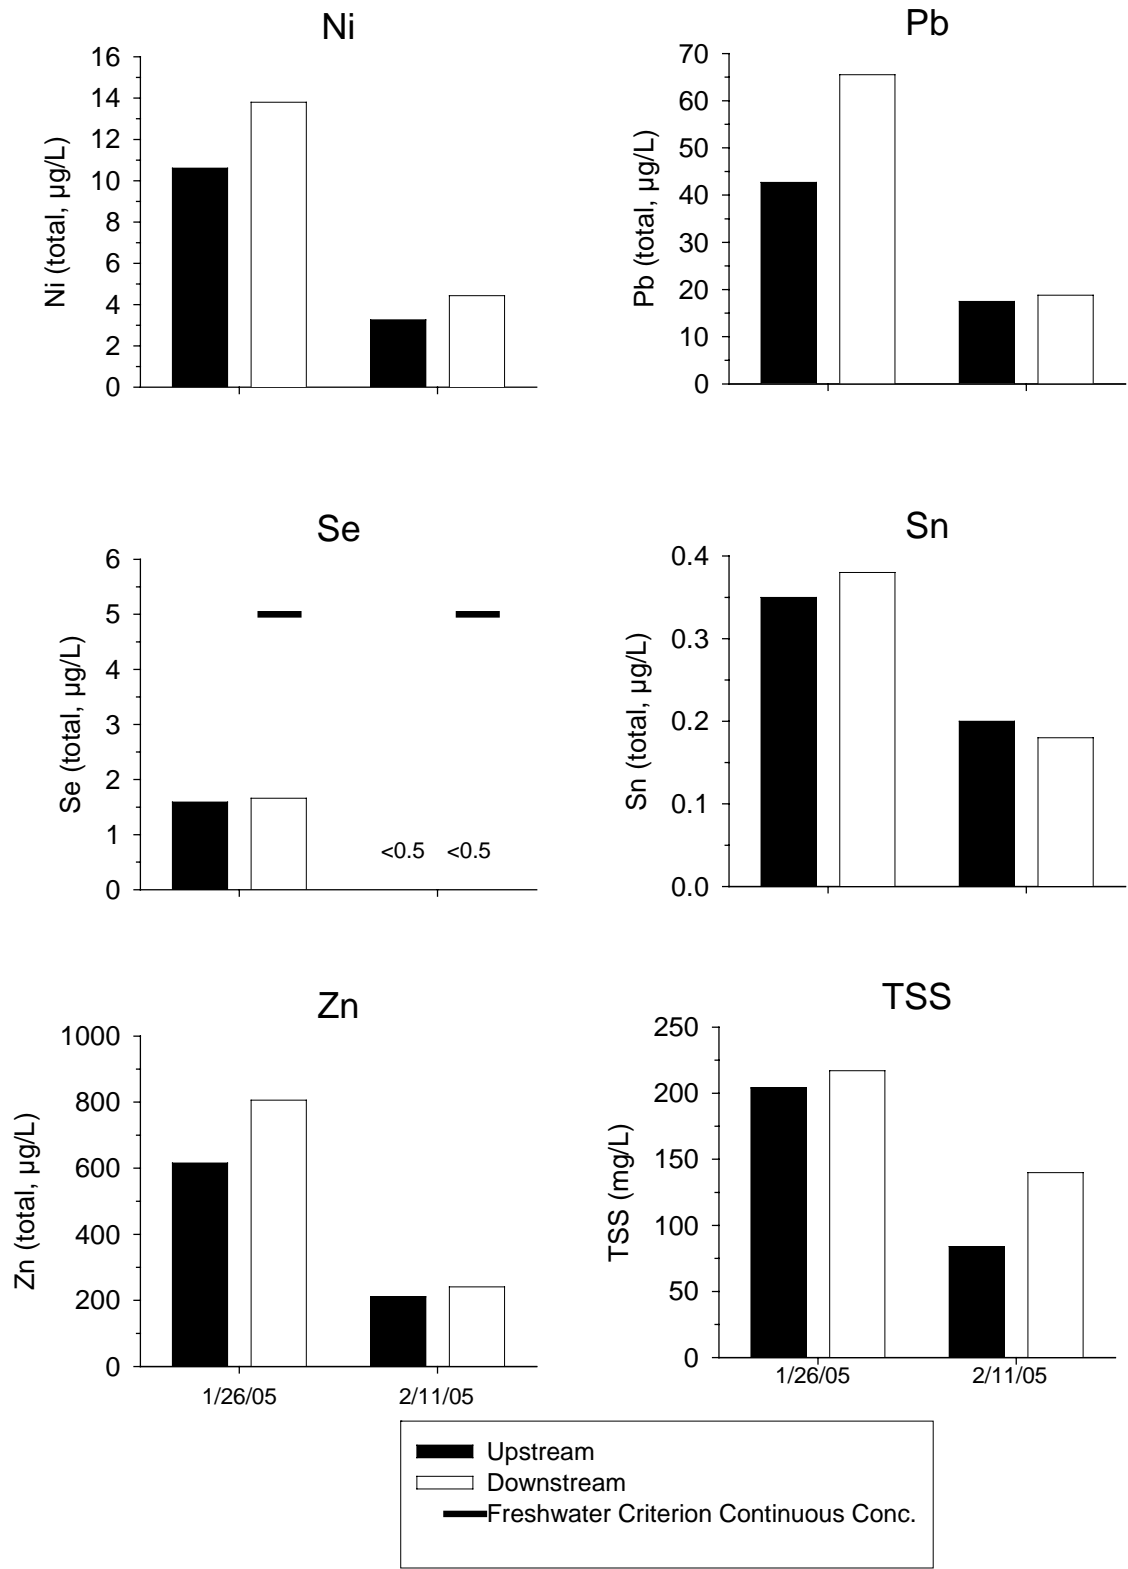 Ni
16
14
12
10
8
6
4
2
0
Ni (total, µg/L)
Pb
70
60
50
40
30
20
10
0
Pb (total, µg/L)
Se
6
5
4
3
2
1
0
Se (total, µg/L)
<0.5 <0.5
Sn
0.4
0.3
0.2
0.1
0.0
Sn (total, µg/L)
Zn
1000
800
600
400
200
0
Zn (total, µg/L)
1/26/05 2/11/05
TSS
250
200
150
100
50
0
TSS (mg/L)
1/26/05 2/11/05
Upstream
Downstream
Freshwater Criterion Continuous Conc.